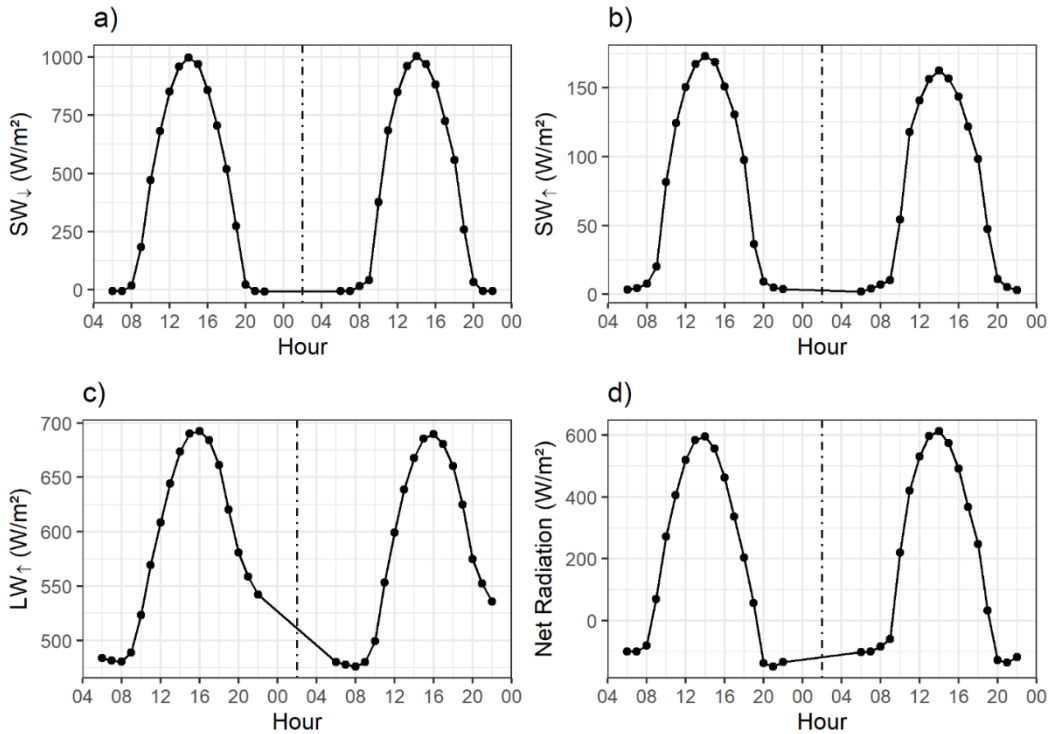 a)
SW↓ (W/m²)
1000
750
500
250
0
04 08 12 16 20 00 04 08 12 16 20 00
Hour
b)
SW↑ (W/m²)
150
100
50
0
04 08 12 16 20 00 04 08 12 16 20 00
Hour
c)
LW↑ (W/m²)
700
650
600
550
500
04 08 12 16 20 00 04 08 12 16 20 00
Hour
d)
Net Radiation (W/m²)
600
400
200
0
04 08 12 16 20 00 04 08 12 16 20 00
Hour